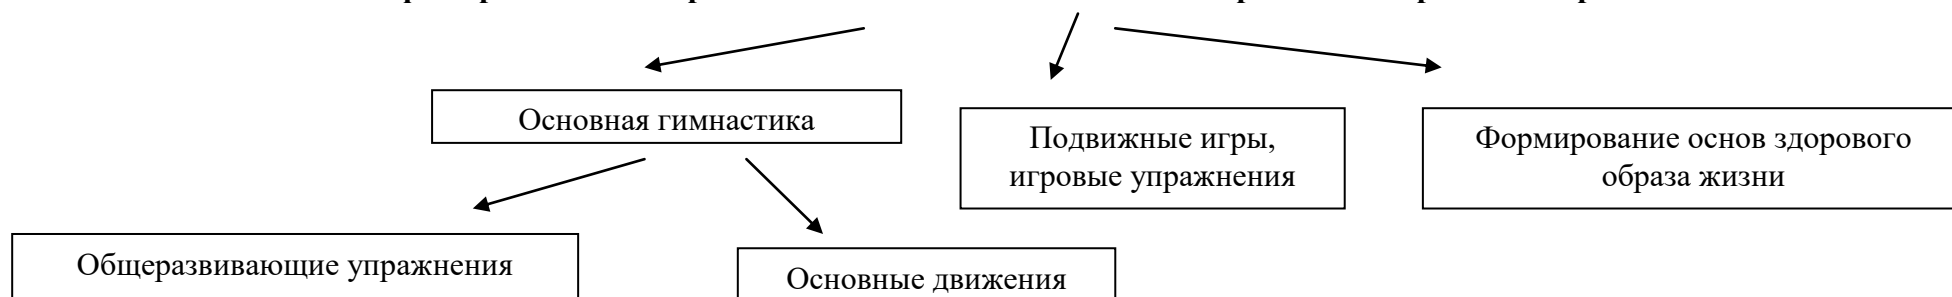 Основная гимнастика
Подвижные игры,
игровые упражнения
Формирование основ здорового
образа жизни
Общеразвивающие упражнения
Основные движения